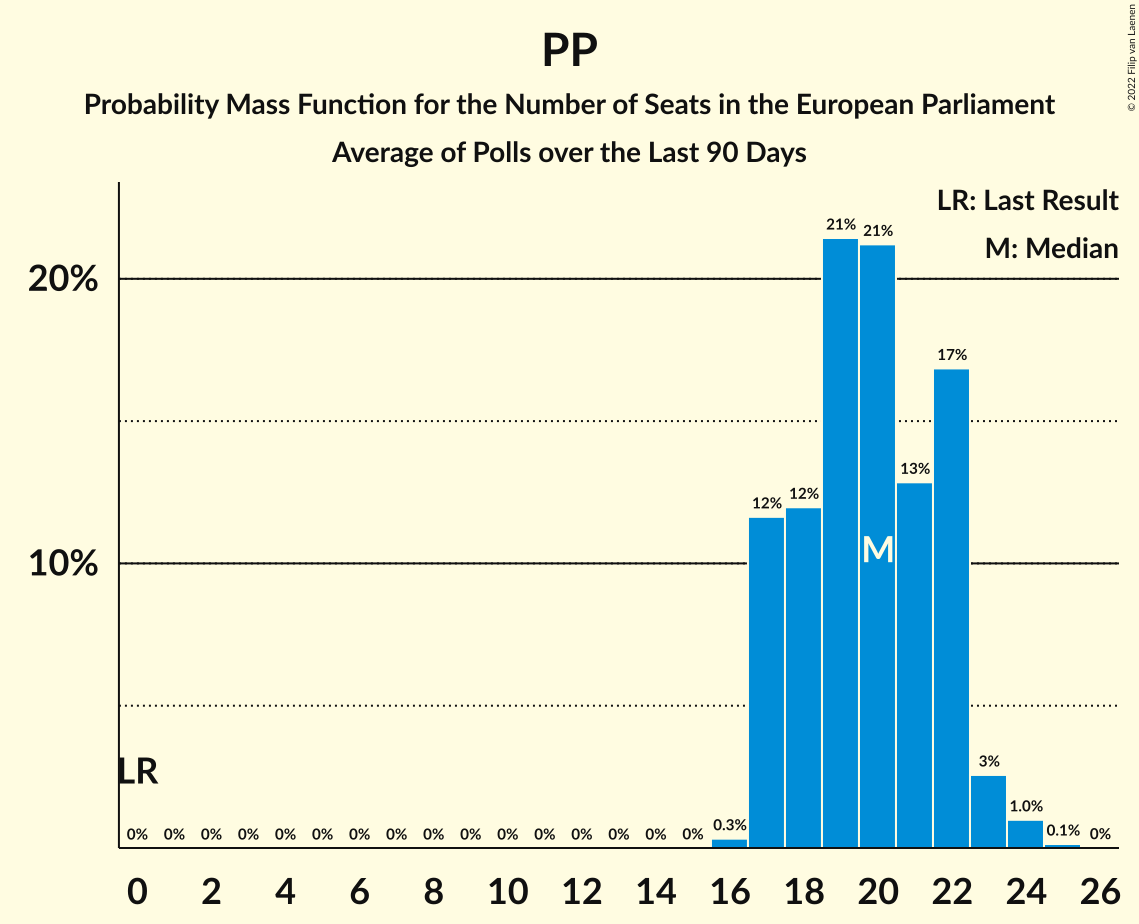 PP
Probability Mass Function for the Number of Seats in the European Parliament
Average of Polls over the Last 90 Days
© 2022 Filip van Laenen
LR: Last Result
M: Median
20%
10%
LR
M
0% 0% 0% 0% 0% 0% 0% 0% 0% 0% 0% 0% 0% 0% 0% 0% 0.3% 12% 12% 21% 21% 13% 17% 3% 1.0% 0.1% 0%
0 2 4 6 8 10 12 14 16 18 20 22 24 26